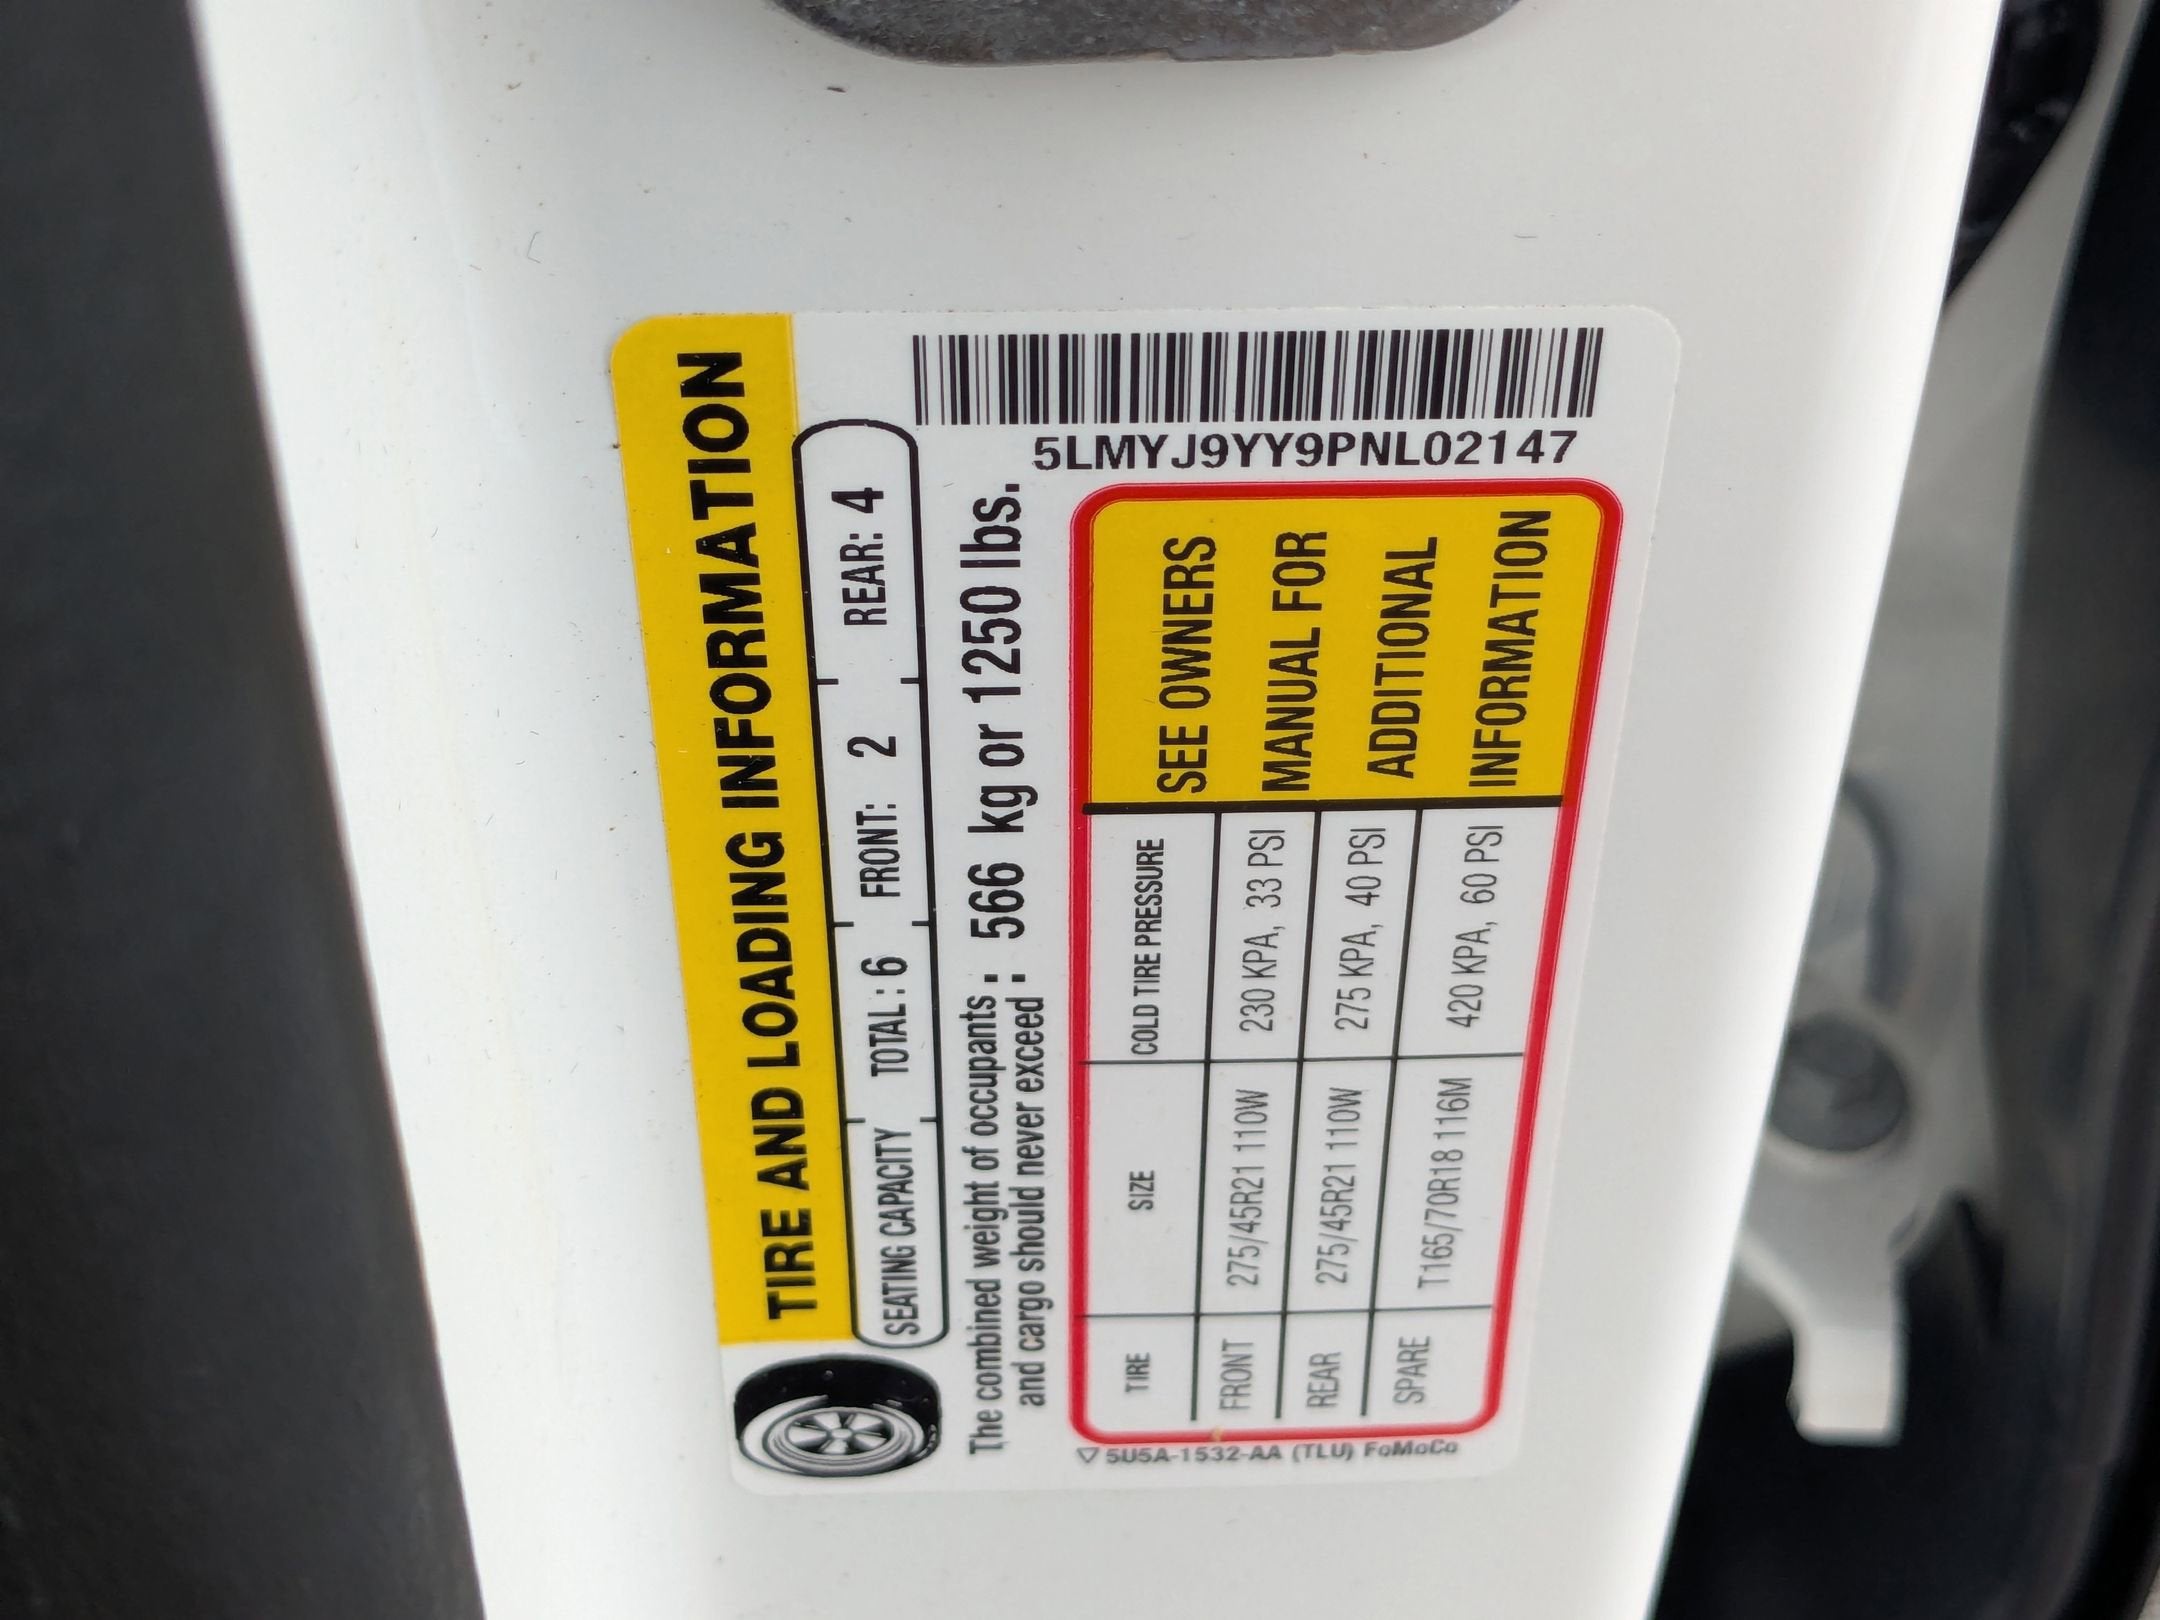 TIRE AND LOADING INFORMATION
SEATING CAPACITY TOTAL: 6 FRONT: 2 REAR: 4
The combined weight of occupants
and cargo should never exceed : 566 kg or 1250 lbs.
5LMYJ9YY9PNL02147
TIRE SIZE COLD TIRE PRESSURE
FRONT 275/45R21 110W 230 KPA, 33 PSI
REAR 275/45R21 110W 275 KPA, 40 PSI
SPARE T165/70R18 116M 420 KPA, 60 PSI
SEE OWNERS
MANUAL FOR
ADDITIONAL
INFORMATION
5U5A-1532-AA (TLU) FoMoCo